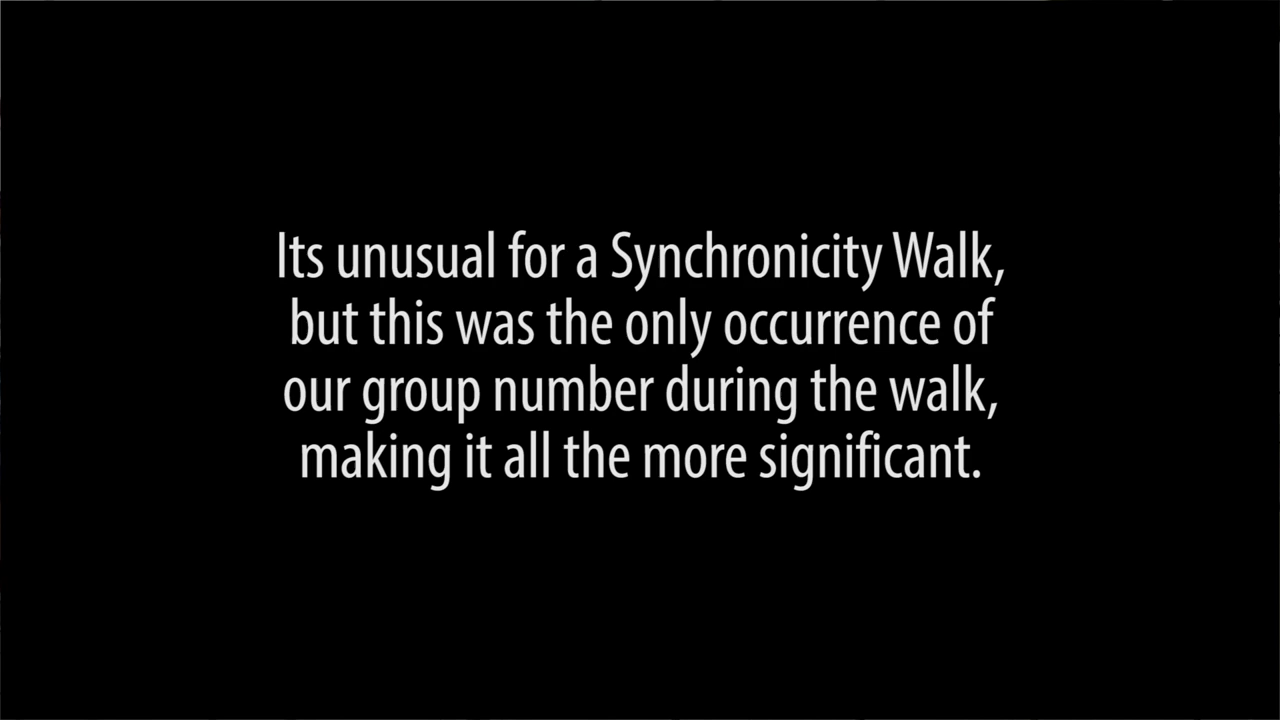 Its unusual for a Synchronicity Walk,
but this was the only occurrence of
our group number during the walk,
making it all the more significant.